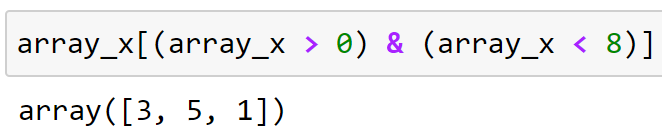 array_x[(array_x > 0) & (array_x < 8)]
array([3, 5, 1])